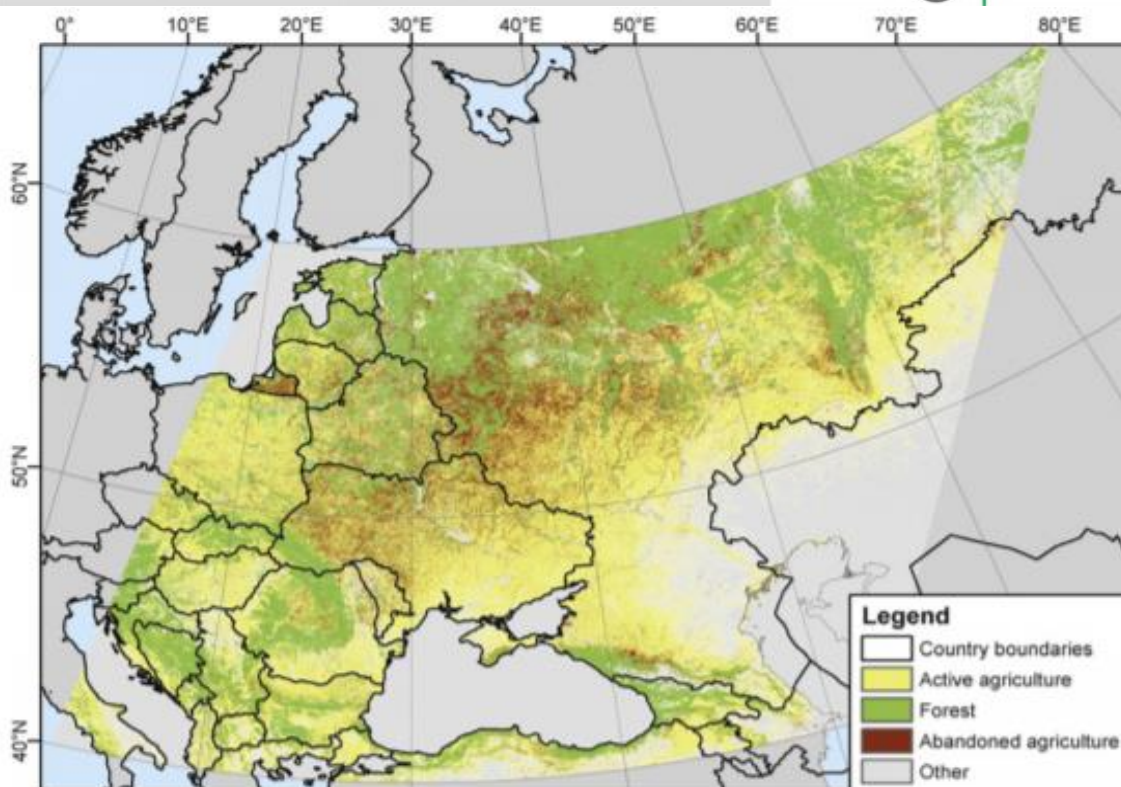 0° 10°E 20°E 30°E 40°E 50°E 60°E 70°E 80°E
60°N
50°N
40°N
Legend
Country boundaries
Active agriculture
Forest
Abandoned agriculture
Other